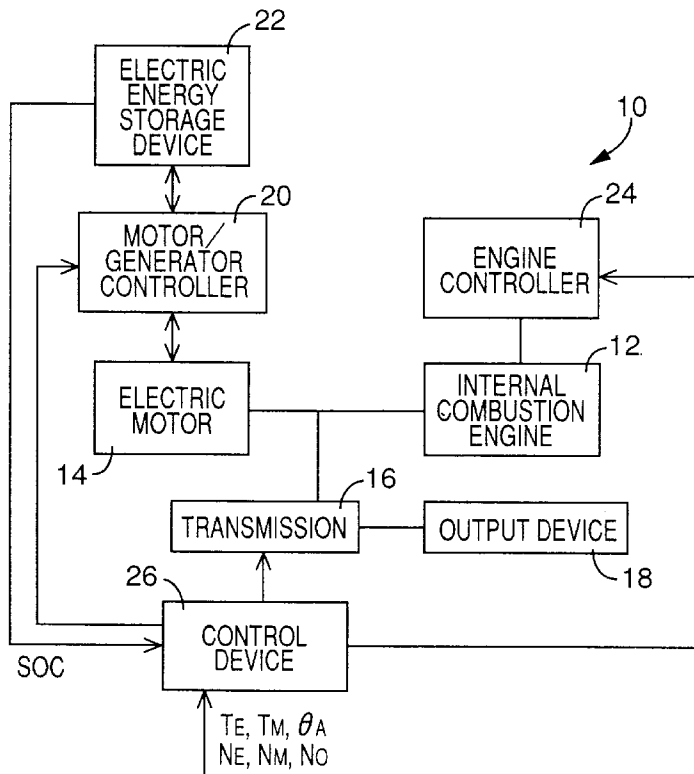 22
ELECTRIC
ENERGY
STORAGE
DEVICE
10
20
MOTOR/
GENERATOR
CONTROLLER
24
ENGINE
CONTROLLER
12
ELECTRIC
MOTOR
14
INTERNAL
COMBUSTION
ENGINE
16
TRANSMISSION
OUTPUT DEVICE
18
26
CONTROL
DEVICE
SOC
TE, TM, θA
NE, NM, NO